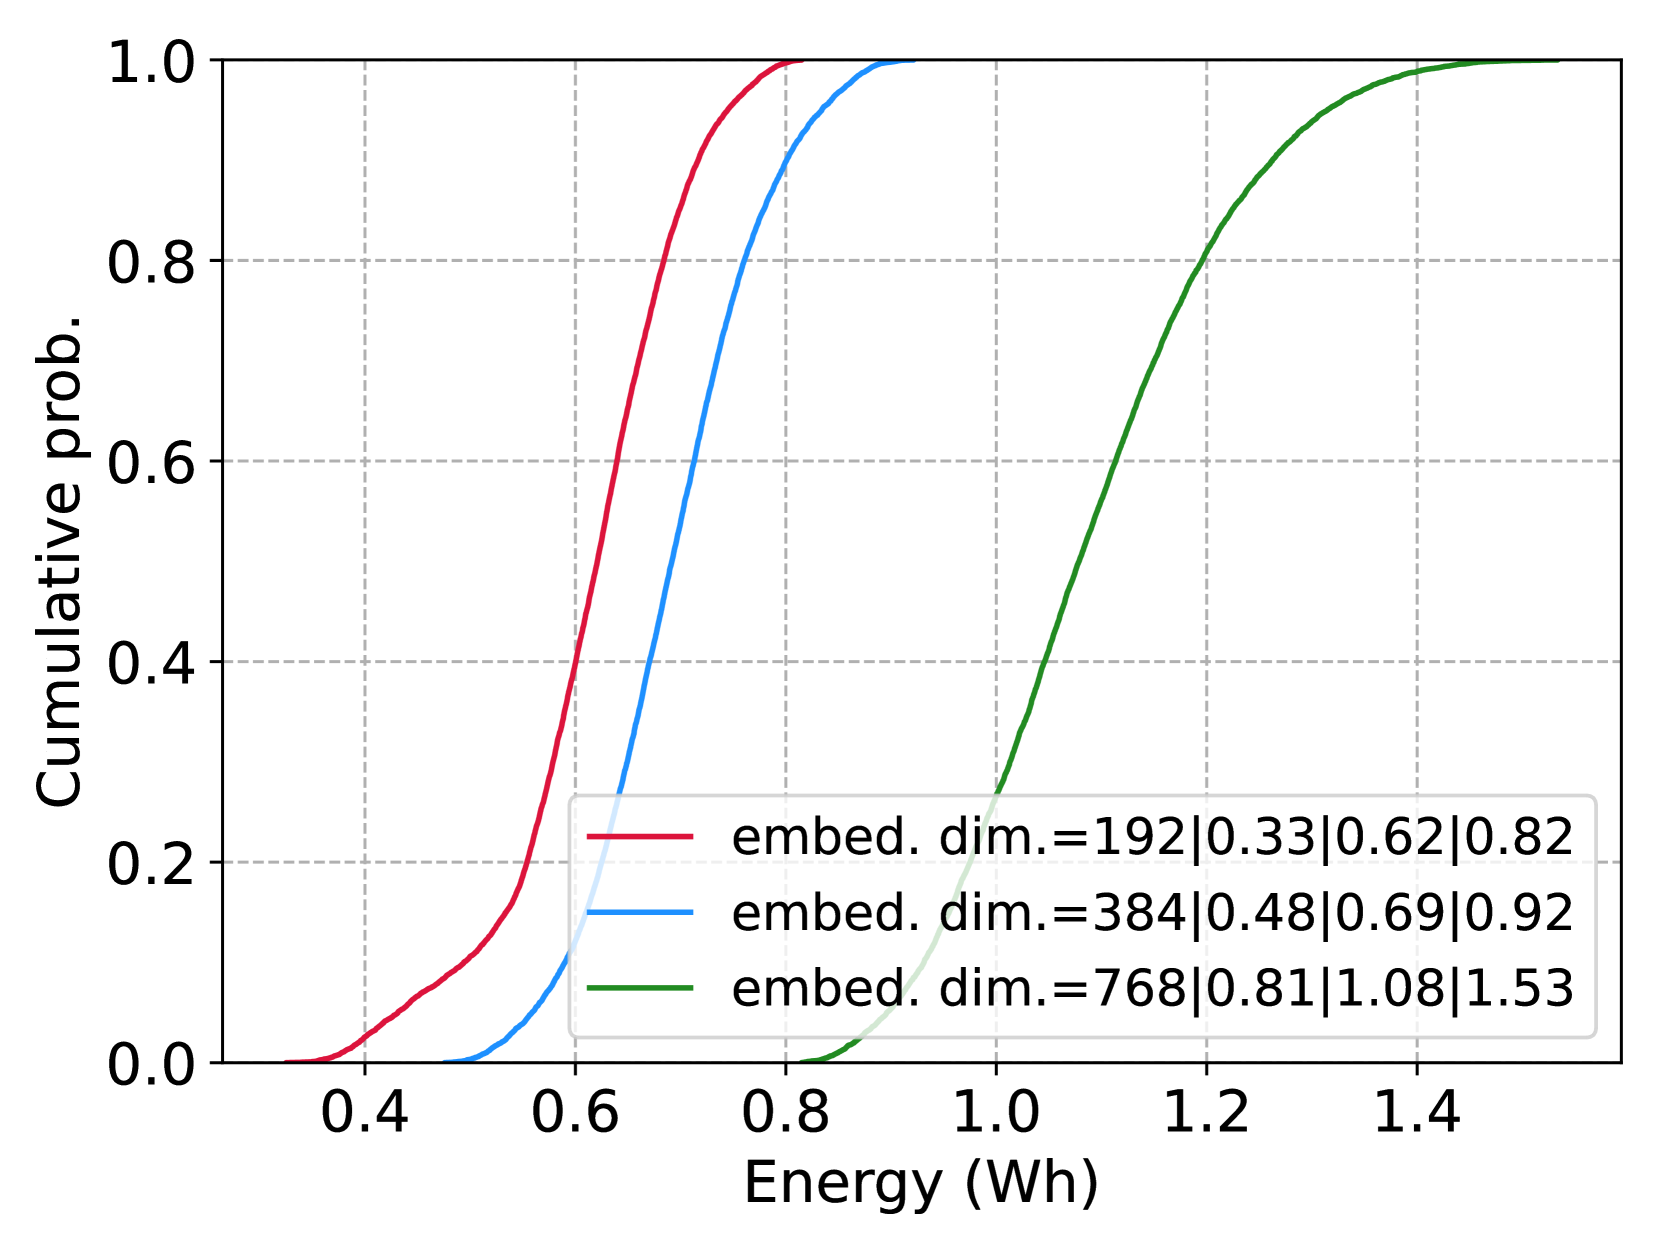 1.0
0.8
0.6
0.4
0.2
0.0
Cumulative prob.
embed. dim.=192|0.33|0.62|0.82
embed. dim.=384|0.48|0.69|0.92
embed. dim.=768|0.81|1.08|1.53
0.4 0.6 0.8 1.0 1.2 1.4
Energy (Wh)